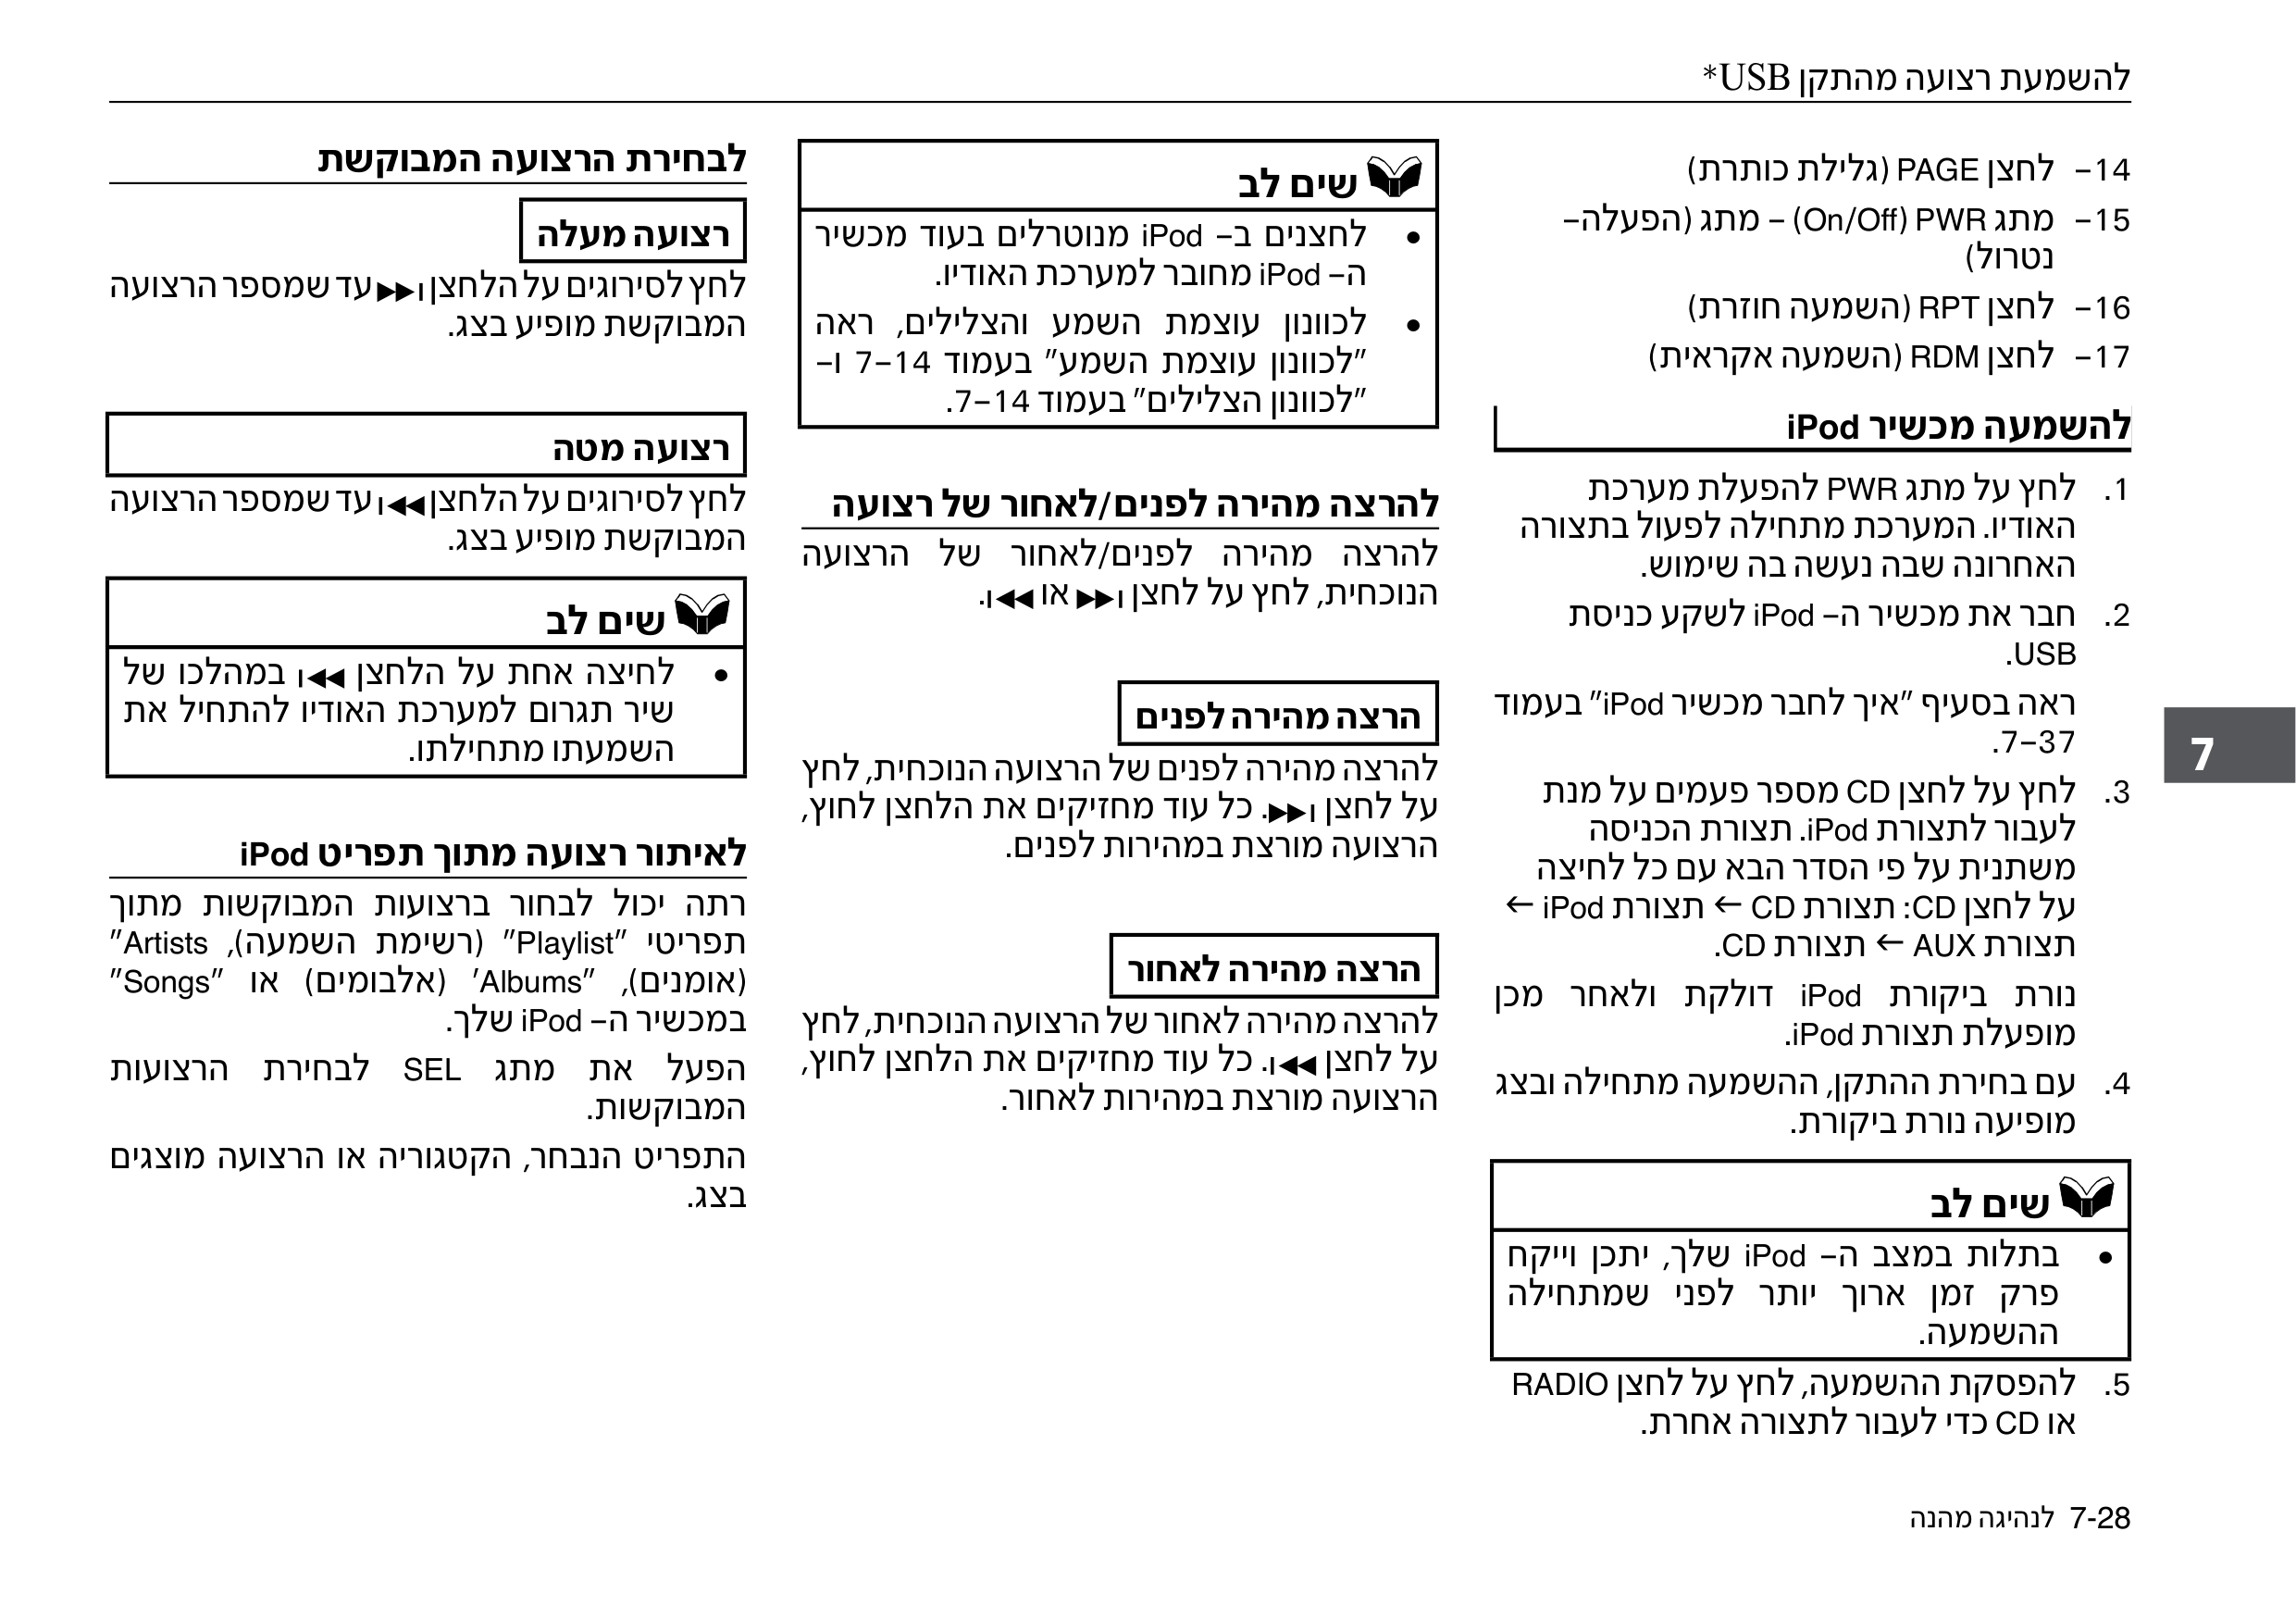 להשמעת רצועה מהתקן USB*
14– לחצן PAGE (גלילת כותרת)
15– מתג PWR (On/Off) – מתג (הפעלה–
נטרול)
16– לחצן RPT (השמעה חוזרת)
17– לחצן RDM (השמעה אקראית)
להשמעה מכשיר iPod
1. לחץ על מתג PWR להפעלת מערכת
האודיו. המערכת מתחילה לפעול בתצורה
האחרונה שבה נעשה בה שימוש.
2. חבר את מכשיר ה– iPod לשקע כניסת
USB.
ראה בסעיף "איך לחבר מכשיר iPod" בעמוד
7–37.
3. לחץ על לחצן CD מספר פעמים על מנת
לעבור לתצורת iPod. תצורת הכניסה
משתנית על פי הסדר הבא עם כל לחיצה
על לחצן CD: תצורת CD ← תצורת iPod ←
תצורת AUX ← תצורת CD.
נורת ביקורת iPod דולקת ולאחר מכן
מופעלת תצורת iPod.
4. עם בחירת ההתקן, ההשמעה מתחילה ובצג
מופיעה נורת ביקורת.
שים לב
• בתלות במצב ה– iPod שלך, יתכן וייקח
פרק זמן ארוך יותר לפני שמתחילה
ההשמעה.
5. להפסקת ההשמעה, לחץ על לחצן RADIO
או CD כדי לעבור לתצורה אחרת.
שים לב
• לחצנים ב– iPod מנוטרלים בעוד מכשיר
ה– iPod מחובר למערכת האודיו.
• לכוונון עוצמת השמע והצלילים, ראה
"לכוונון עוצמת השמע" בעמוד 7–14 ו–
"לכוונון הצלילים" בעמוד 7–14.
להרצה מהירה לפנים/לאחור של רצועה
להרצה מהירה לפנים/לאחור של הרצועה
הנוכחית, לחץ על לחצן ו▶▶ או ◀◀ו.
הרצה מהירה לפנים
להרצה מהירה לפנים של הרצועה הנוכחית, לחץ
על לחצן ו▶▶. כל עוד מחזיקים את הלחצן לחוץ,
הרצועה מורצת במהירות לפנים.
הרצה מהירה לאחור
להרצה מהירה לאחור של הרצועה הנוכחית, לחץ
על לחצן ◀◀ו. כל עוד מחזיקים את הלחצן לחוץ,
הרצועה מורצת במהירות לאחור.
לבחירת הרצועה המבוקשת
רצועה מעלה
לחץ לסירוגים על הלחצן ו▶▶ עד שמספר הרצועה
המבוקשת מופיע בצג.
רצועה מטה
לחץ לסירוגים על הלחצן ◀◀ו עד שמספר הרצועה
המבוקשת מופיע בצג.
שים לב
• לחיצה אחת על הלחצן ◀◀ו במהלכו של
שיר תגרום למערכת האודיו להתחיל את
השמעתו מתחילתו.
לאיתור רצועה מתוך תפריט iPod
רתה יכול לבחור ברצועות המבוקשות מתוך
תפריטי "Playlist" (רשימת השמעה), Artists"
(אומנים), "Albums' (אלבומים) או "Songs"
במכשיר ה– iPod שלך.
הפעל את מתג SEL לבחירת הרצועות
המבוקשות.
התפריט הנבחר, הקטגוריה או הרצועה מוצגים
בצג.
7
7-28 לנהיגה מהנה